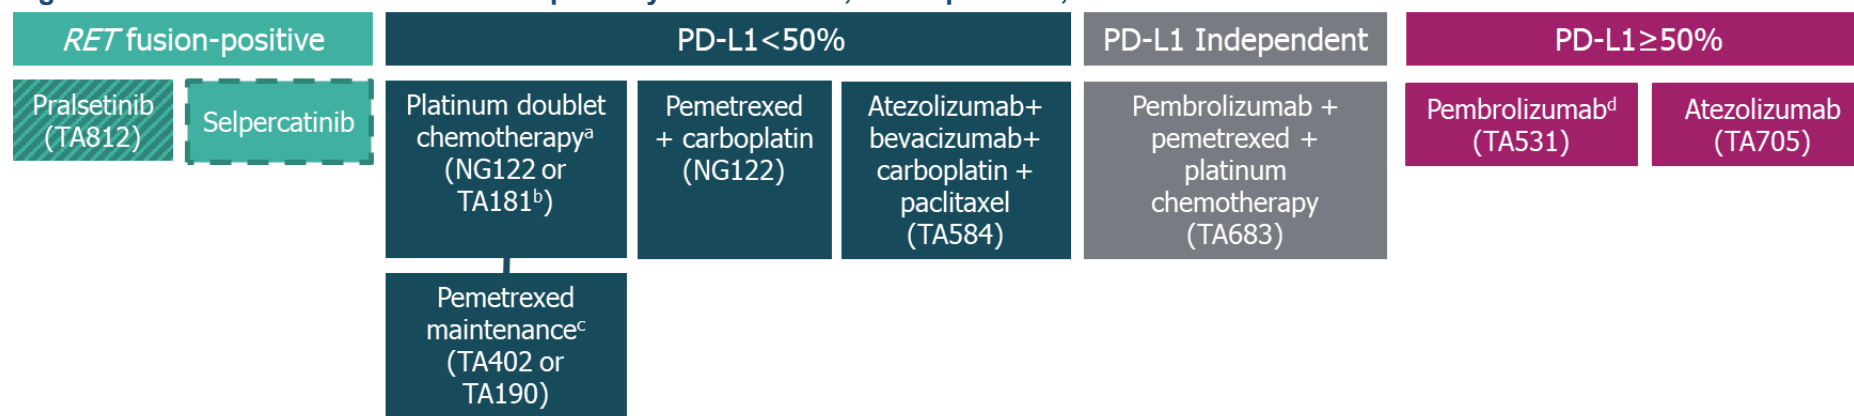 RET fusion-positive
PD-L1<50%
PD-L1 Independent
PD-L1≥50%
Pralsetinib
(TA812)
Selpercatinib
Platinum doublet
chemotherapyᵃ
(NG122 or
TA181ᵇ)
Pemetrexed
+ carboplatin
(NG122)
Atezolizumab+
bevacizumab+
carboplatin +
paclitaxel
(TA584)
Pembrolizumab +
pemetrexed +
platinum
chemotherapy
(TA683)
Pembrolizumabᵈ
(TA531)
Atezolizumab
(TA705)
Pemetrexed
maintenanceᶜ
(TA402 or
TA190)